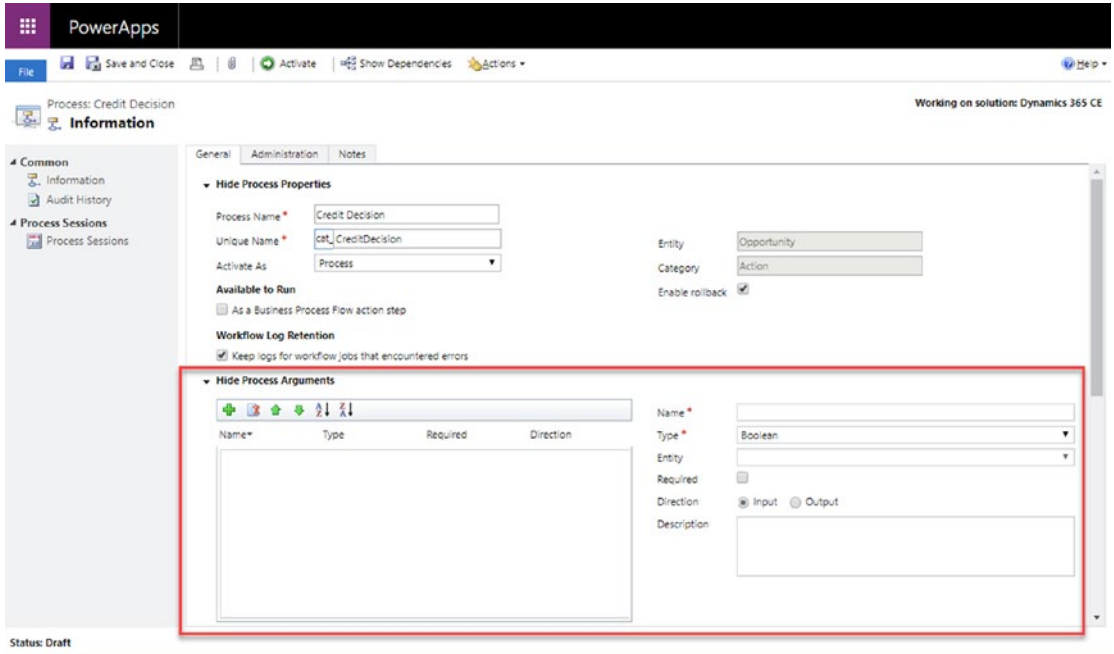 PowerApps
File
Save and Close
Activate
Show Dependencies
Actions
Help
Process: Credit Decision
Information
Working on solution: Dynamics 365 CE
Common
Information
Audit History
Process Sessions
Process Sessions
General Administration Notes
Hide Process Properties
Process Name * Credit Decision
Unique Name * cat_ CreditDecision
Activate As Process
Entity Opportunity
Category Action
Enable rollback
Available to Run
As a Business Process Flow action step
Workflow Log Retention
Keep logs for workflow jobs that encountered errors
Hide Process Arguments
Name Type Required Direction
Name *
Type * Boolean
Entity
Required
Direction Input Output
Description
Status: Draft